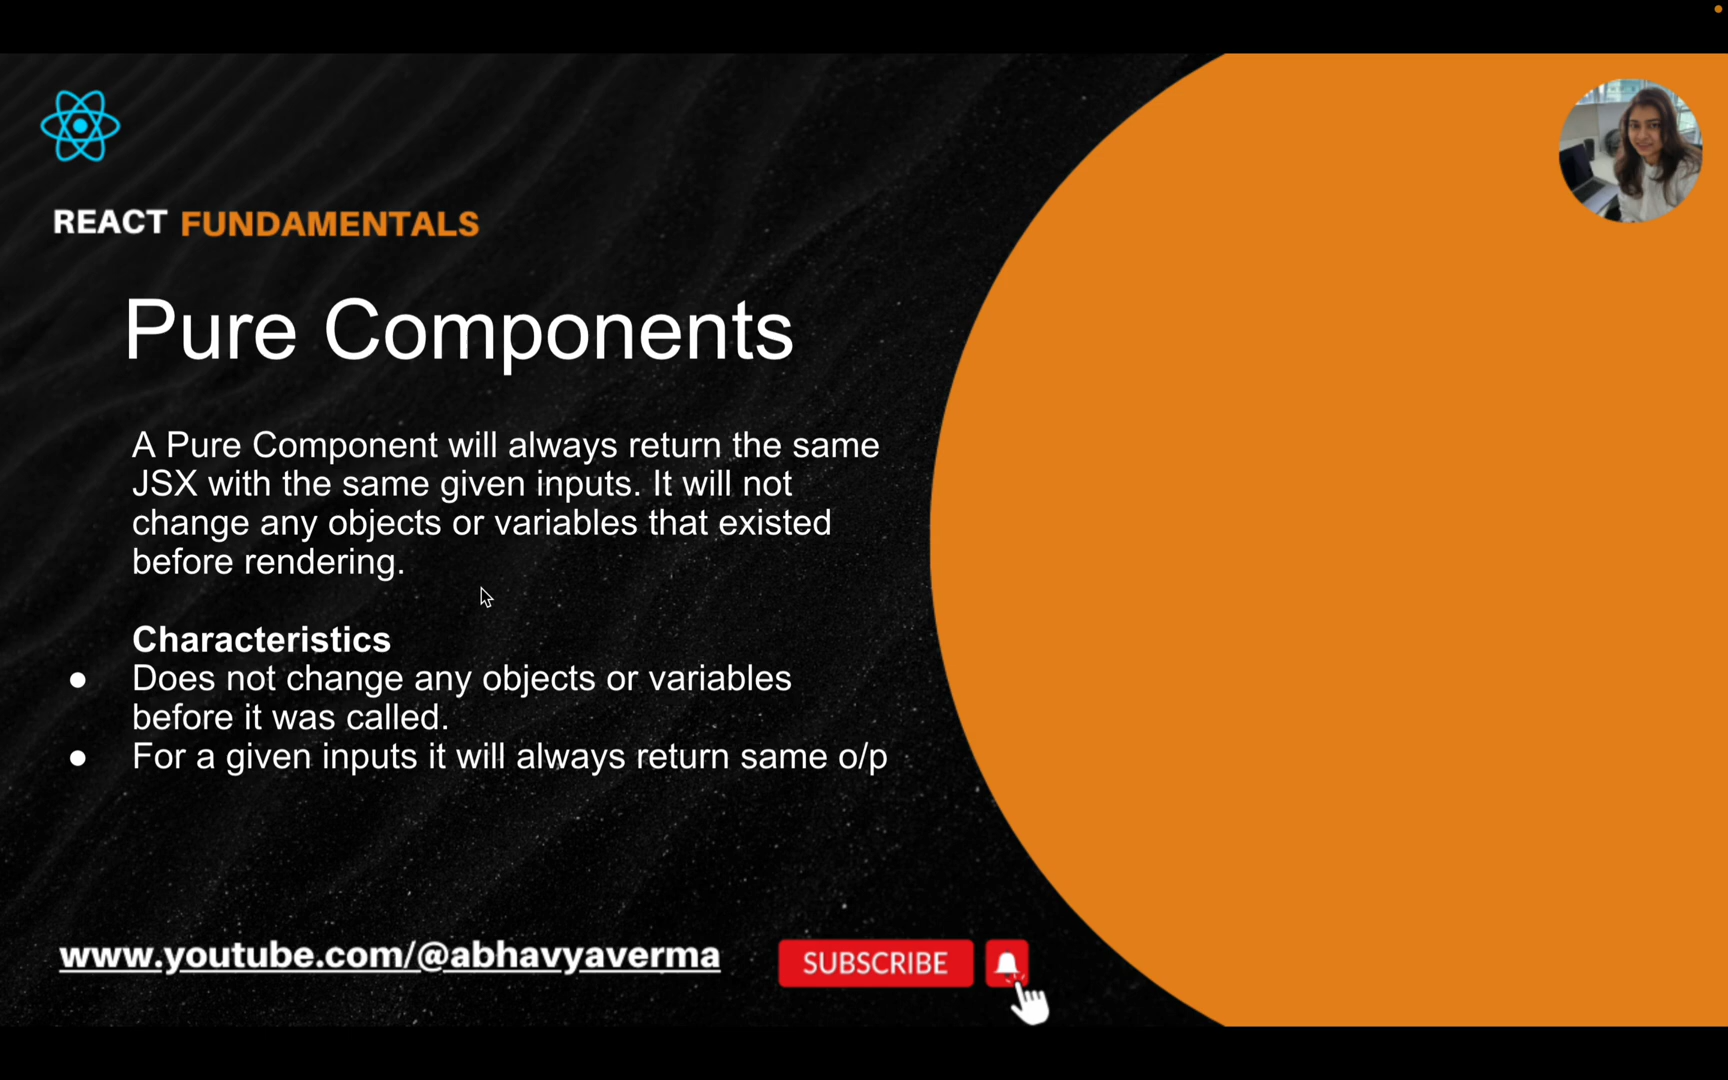 REACT FUNDAMENTALS
Pure Components
A Pure Component will always return the same
JSX with the same given inputs. It will not
change any objects or variables that existed
before rendering.
Characteristics
● Does not change any objects or variables
before it was called.
● For a given inputs it will always return same o/p
www.youtube.com/@abhavyaverma
SUBSCRIBE